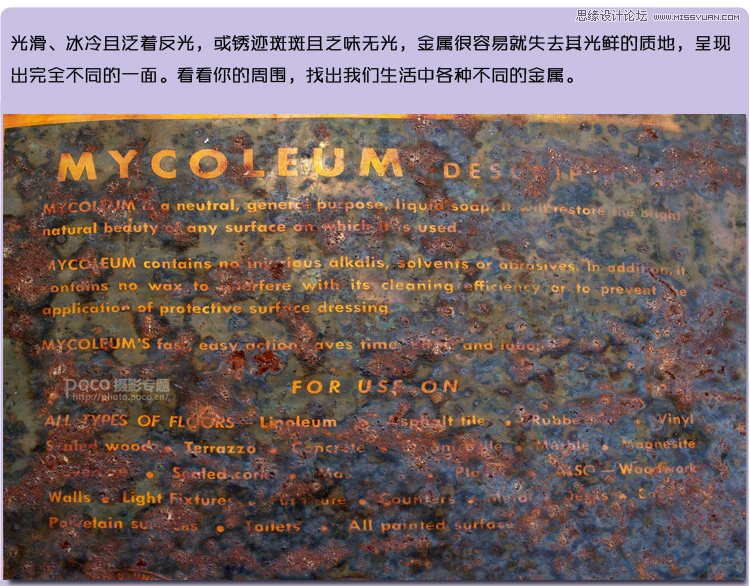 思缘设计论坛 WWW.MISSYUAN.COM
光滑、冰冷且泛着反光，或锈迹斑斑且乏味无光，金属很容易就失去其光鲜的质地，呈现
出完全不同的一面。看看你的周围，找出我们生活中各种不同的金属。
MYCOLEUM DESCRIP
MYCOLEUM is a neutral, general purpose, liquid soap. It will restore the bright
natural beauty of any surface on which it is used.
MYCOLEUM contains no injurious alkalis, solvents or abrasives. In addition, it
contains no wax to interfere with its cleaning efficiency or to prevent the
application of protective surface dressing
MYCOLEUM'S fast, easy action saves time and labor
poco 摄影专题
http://photo.poco.cn/
FOR USE ON
ALL TYPES OF FLOORS — Linoleum • Asphalt tile • Rubber • Vinyl
Sealed wood • Terrazzo • Concrete • tile • Marble • Magnesite
• Sealed cork • Mas • Pla • ALSO — Woodwork
Walls • Light Fixtures • Furniture • Counters • Metal Desks •
Porcelain surfaces • Toilets • All painted surfaces